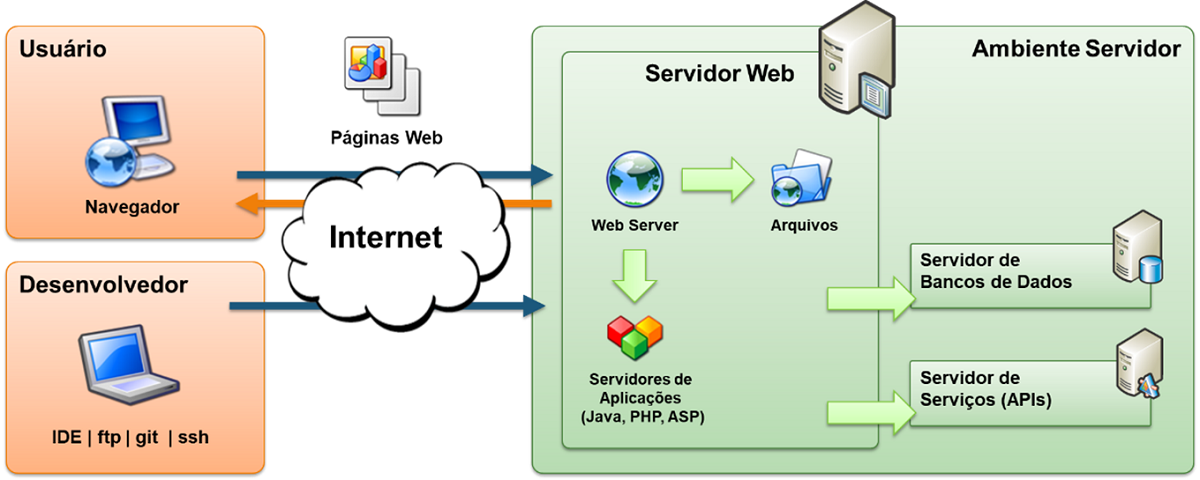 Usuário
Navegador
Páginas Web
Internet
Desenvolvedor
IDE | ftp | git | ssh
Ambiente Servidor
Servidor Web
Web Server
Arquivos
Servidores de
Aplicações
(Java, PHP, ASP)
Servidor de
Bancos de Dados
Servidor de
Serviços (APIs)